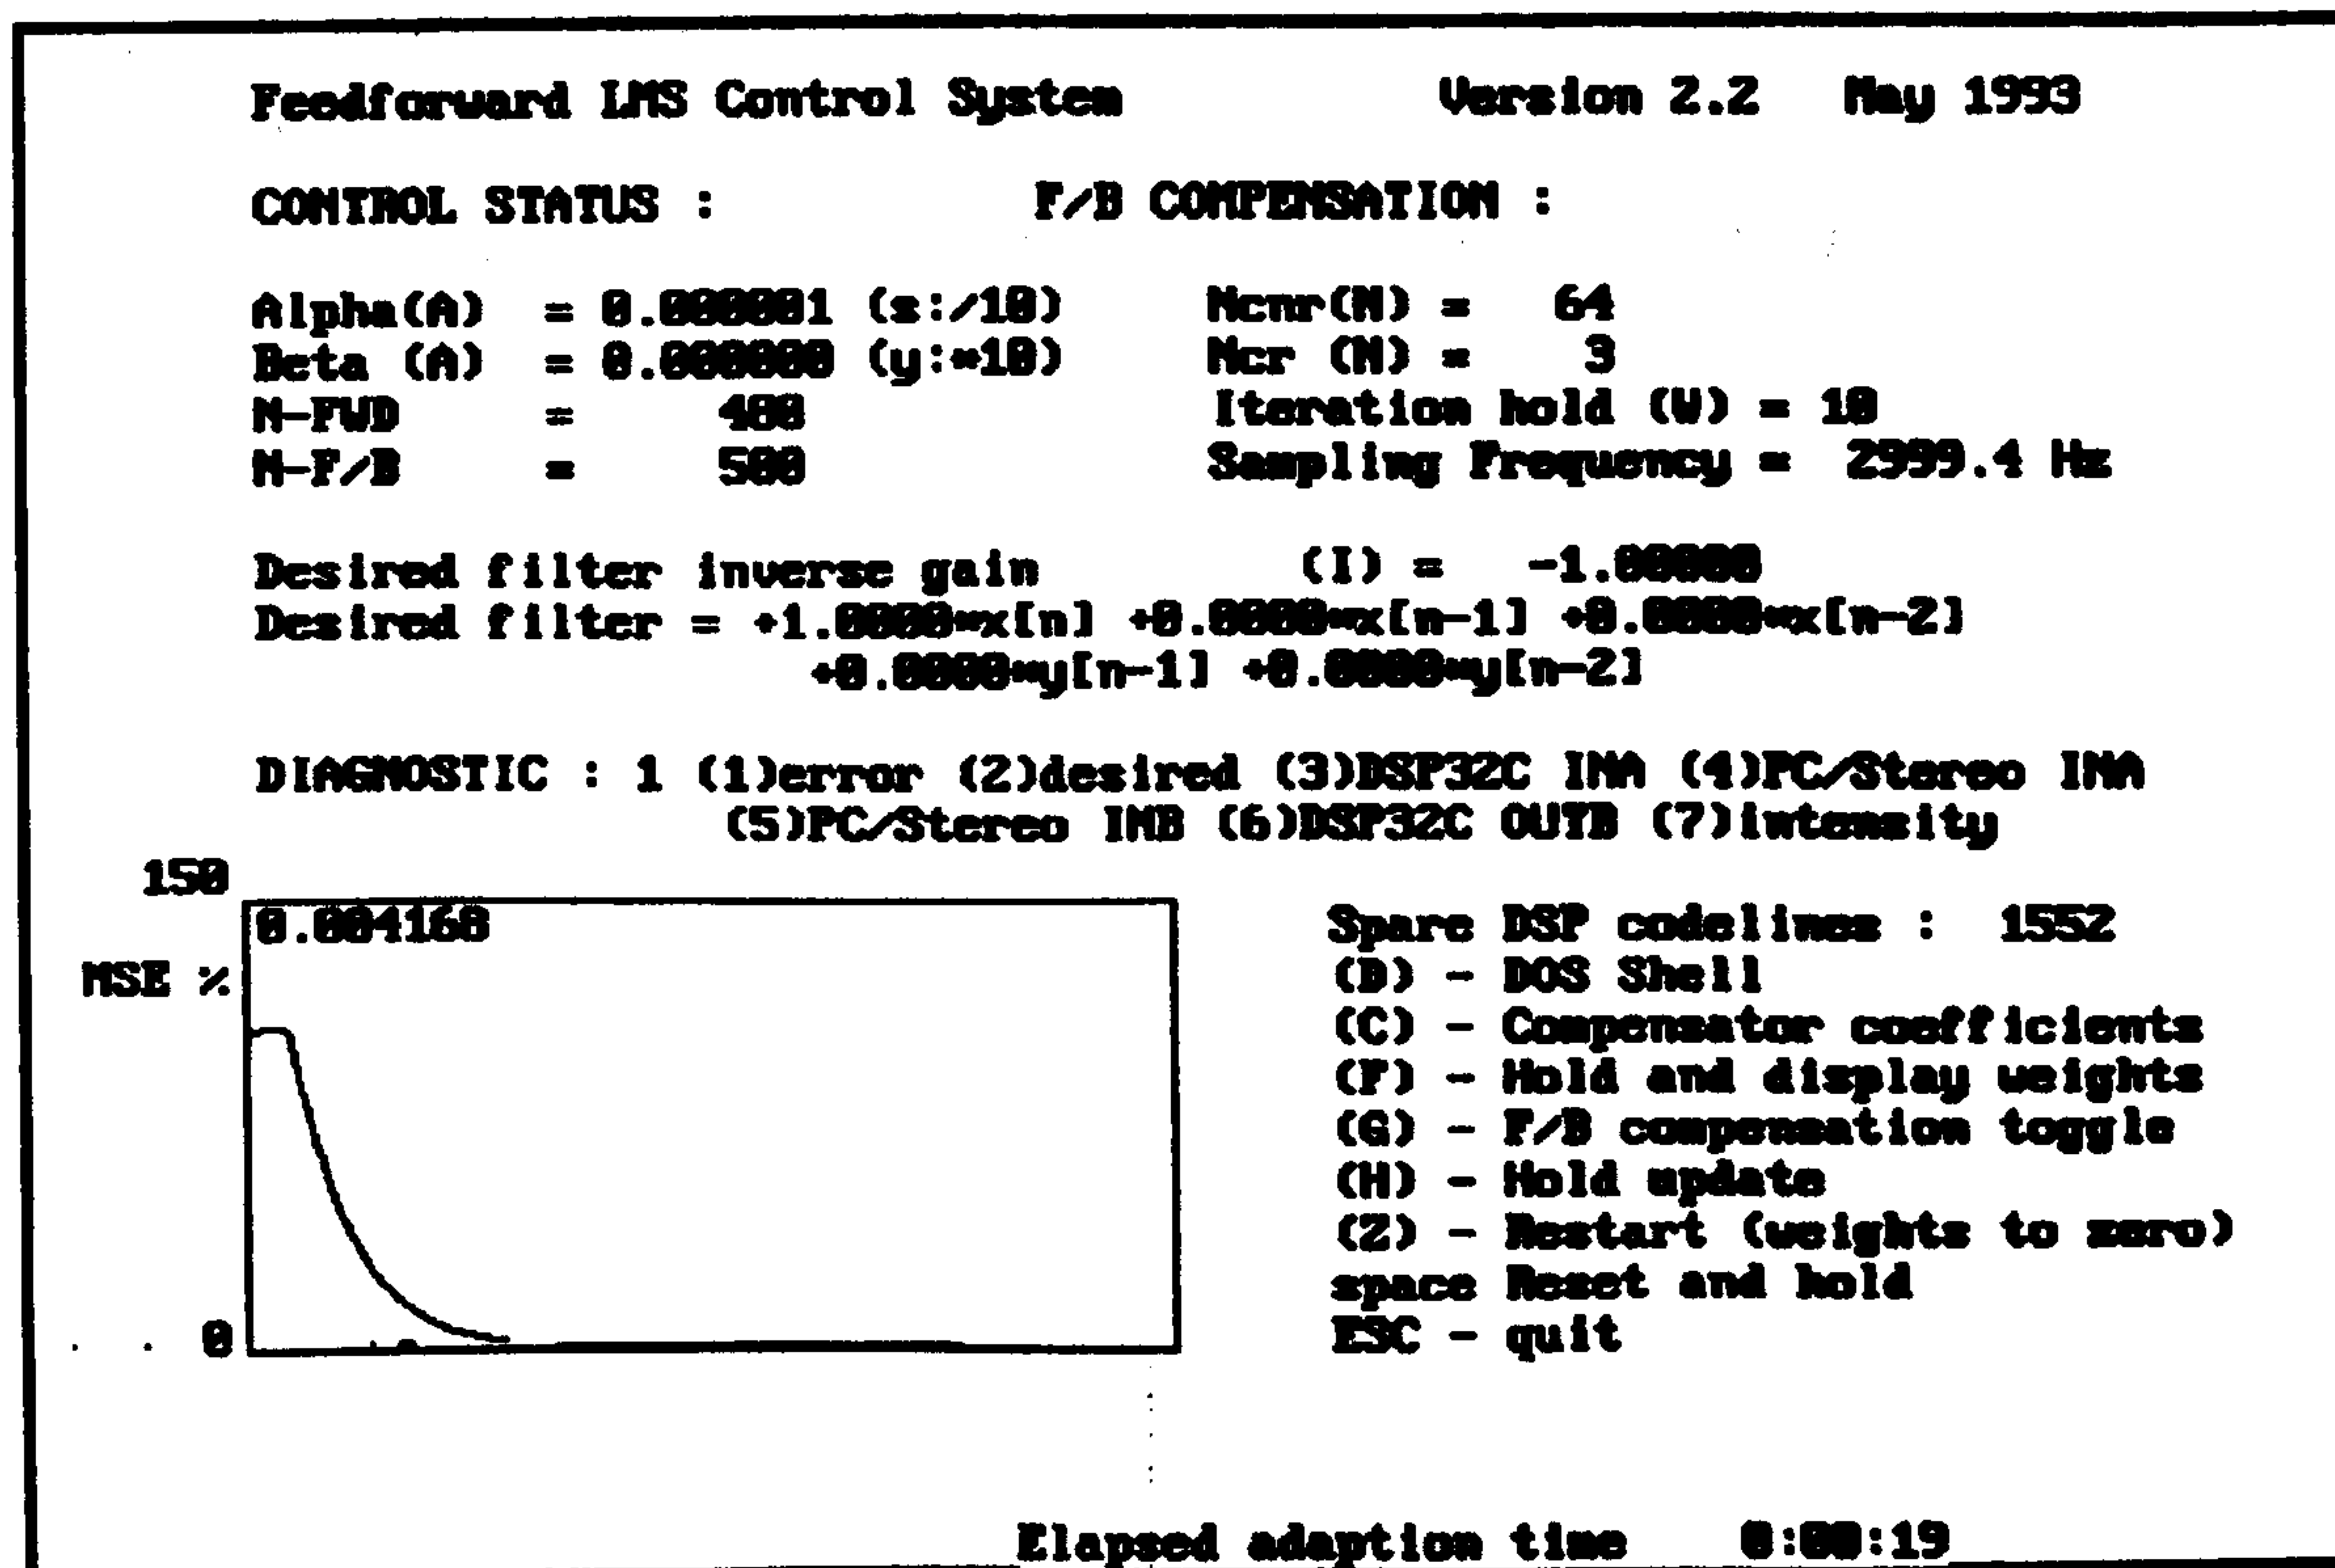 Feedforward LMS Control System Version 2.2 May 1993
CONTROL STATUS : F/B COMPENSATION :
Alpha(A) = 0.000001 (s:/10) Ncnr(N) = 64
Beta (A) = 0.000000 (y:*10) Ncr (N) = 3
N-FWD = 400 Iteration hold (W) = 10
N-F/B = 500 Sampling Frequency = 2999.4 Hz
Desired filter inverse gain (I) = -1.00000
Desired filter = +1.0000*x[n] +0.0000*x[n-1] +0.0000*x[n-2]
+0.0000*y[n-1] +0.0000*y[n-2]
DIAGNOSTIC : 1 (1)error (2)desired (3)DSP32C INA (4)PC/Stereo INA
(5)PC/Stereo INB (6)DSP32C OUTB (7)intensity
150
0.004168 Spare DSP codelines : 1552
MSE % (D) - DOS Shell
(C) - Compensator coefficients
(F) - Hold and display weights
(G) - F/B compensation toggle
(H) - Hold update
(Z) - Restart (weights to zero)
space Reset and hold
0 ESC - quit
Elapsed adaption time 0:00:19